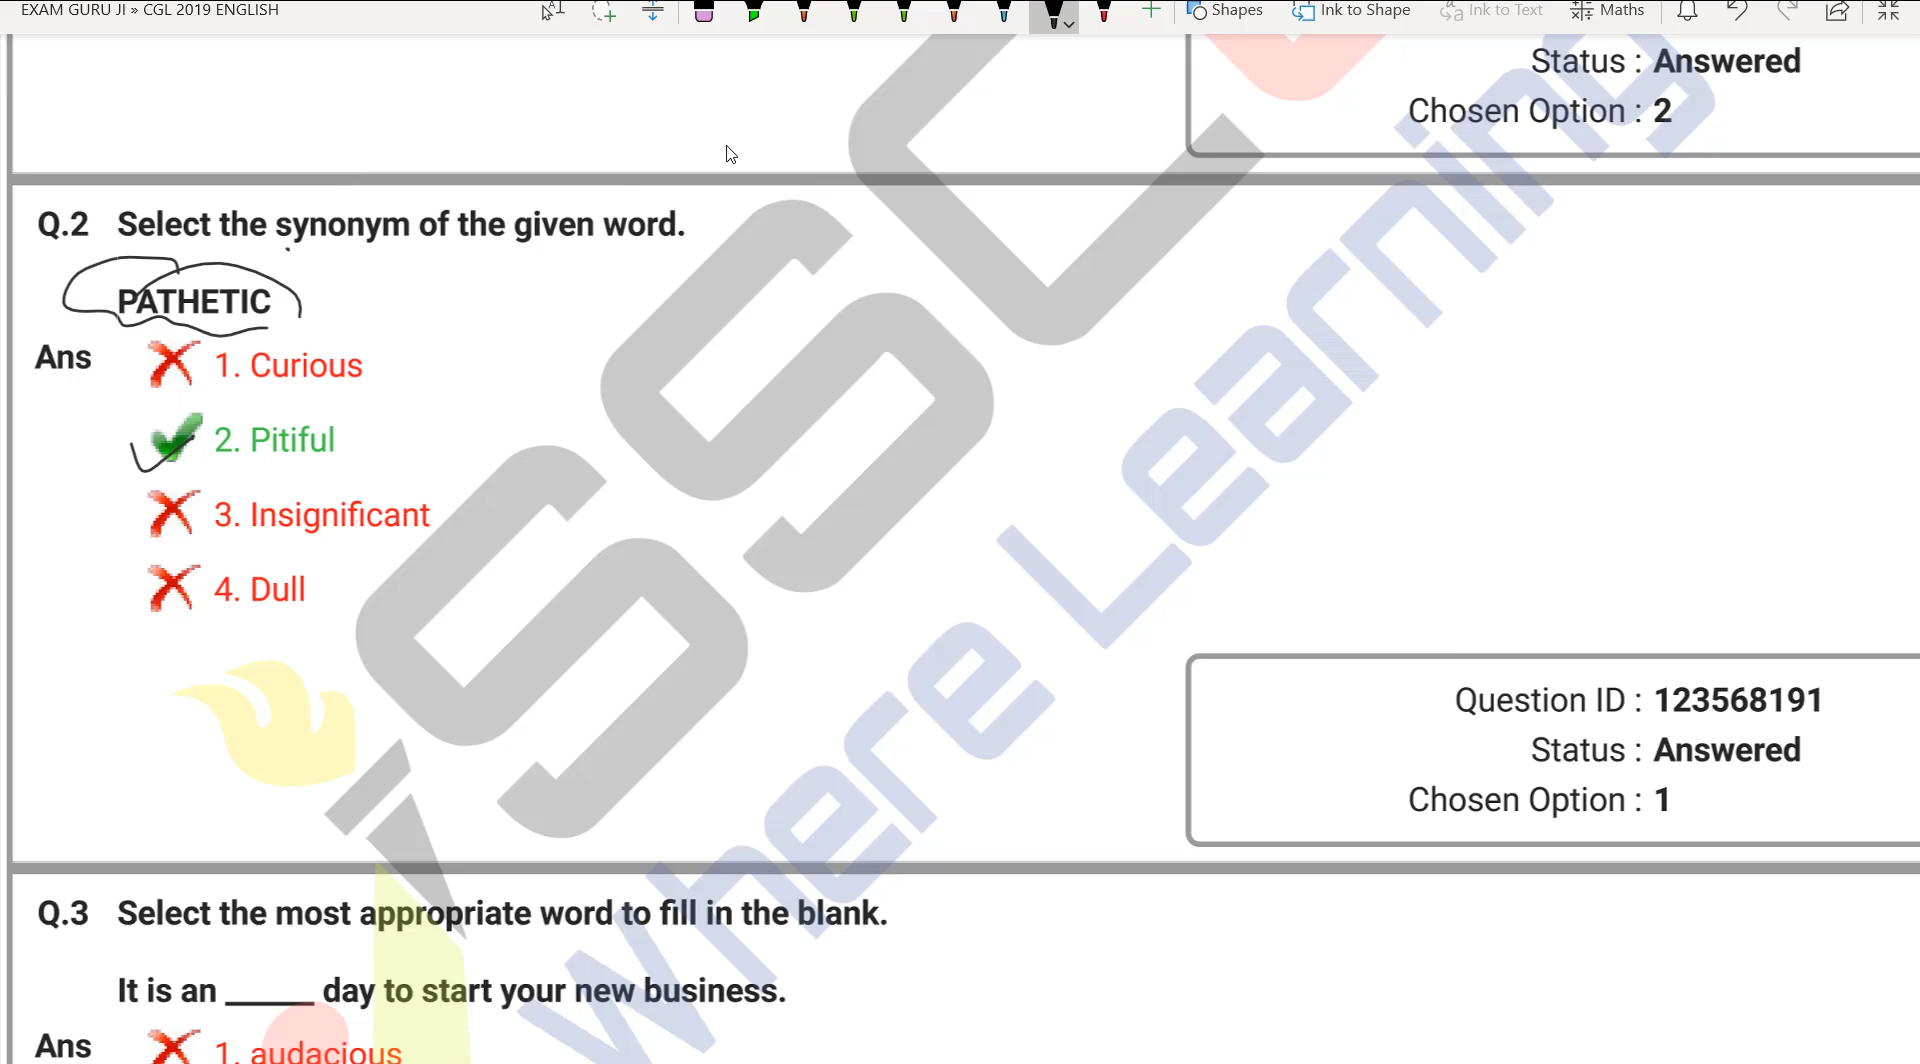 EXAM GURU JI » CGL 2019 ENGLISH
Shapes
Ink to Shape
Ink to Text
Maths
Status : Answered
Chosen Option : 2
Q.2 Select the synonym of the given word.
PATHETIC
Ans 1. Curious
2. Pitiful
3. Insignificant
4. Dull
Question ID : 123568191
Status : Answered
Chosen Option : 1
Q.3 Select the most appropriate word to fill in the blank.
It is an _____ day to start your new business.
Ans 1. audacious
SSC
Where Learning